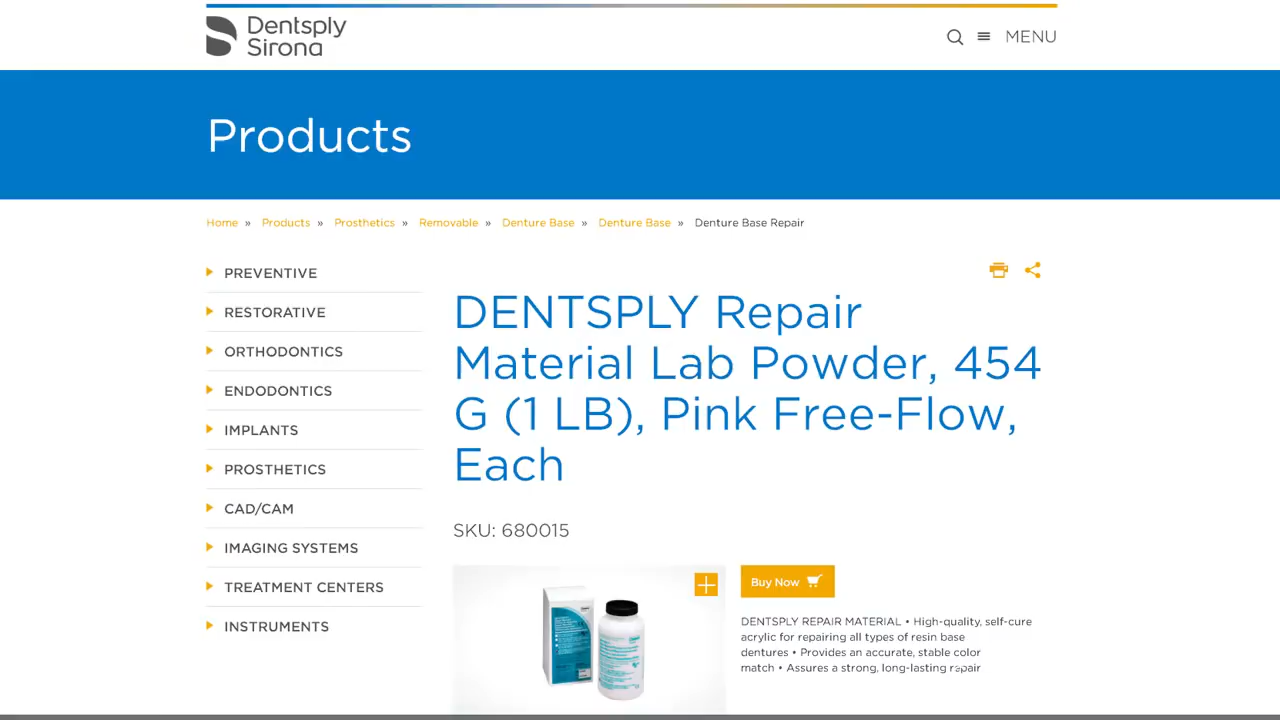 Dentsply
Sirona
MENU
Products
Home » Products » Prosthetics » Removable » Denture Base » Denture Base » Denture Base Repair
PREVENTIVE
RESTORATIVE
ORTHODONTICS
ENDODONTICS
IMPLANTS
PROSTHETICS
CAD/CAM
IMAGING SYSTEMS
TREATMENT CENTERS
INSTRUMENTS
DENTSPLY Repair
Material Lab Powder, 454
G (1 LB), Pink Free-Flow,
Each
SKU: 680015
Buy Now
DENTSPLY REPAIR MATERIAL • High-quality, self-cure
acrylic for repairing all types of resin base
dentures • Provides an accurate, stable color
match • Assures a strong, long-lasting repair